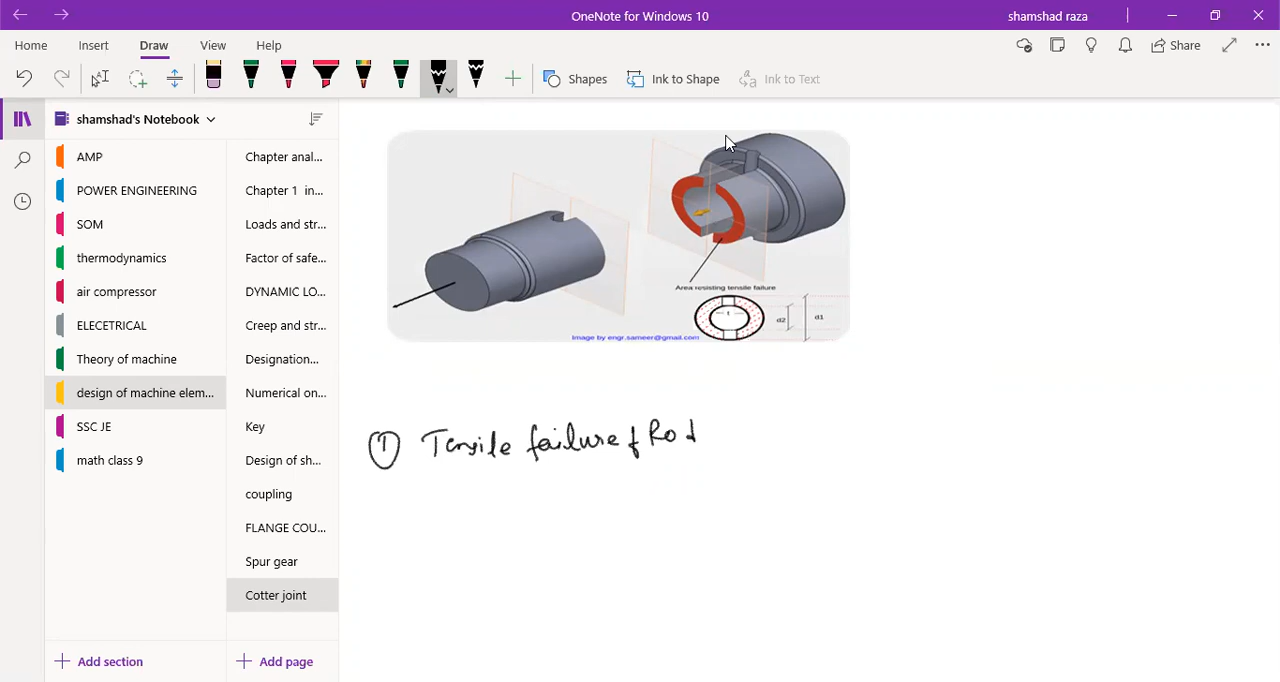 OneNote for Windows 10
shamshad raza
Home
Insert
Draw
View
Help
Share
Shapes
Ink to Shape
Ink to Text
shamshad's Notebook
AMP
POWER ENGINEERING
SOM
thermodynamics
air compressor
ELECETRICAL
Theory of machine
design of machine elem...
SSC JE
math class 9
Add section
Chapter anal...
Chapter 1 in...
Loads and str...
Factor of safe...
DYNAMIC LO...
Creep and str...
Designation...
Numerical on...
Key
Design of sh...
coupling
FLANGE COU...
Spur gear
Cotter joint
Add page
Area resisting tensile failure
t
d2
d1
Image by engr.sameer@gmail.com
① Tensile failure of Rod